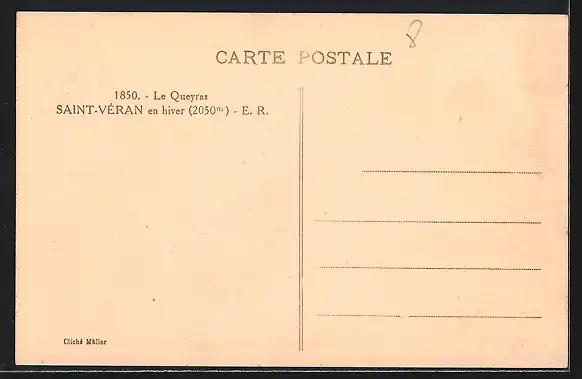 8
CARTE POSTALE
1850. - Le Queyras
SAINT-VÉRAN en hiver (2050ᵐ) - E. R.
Cliché Müller